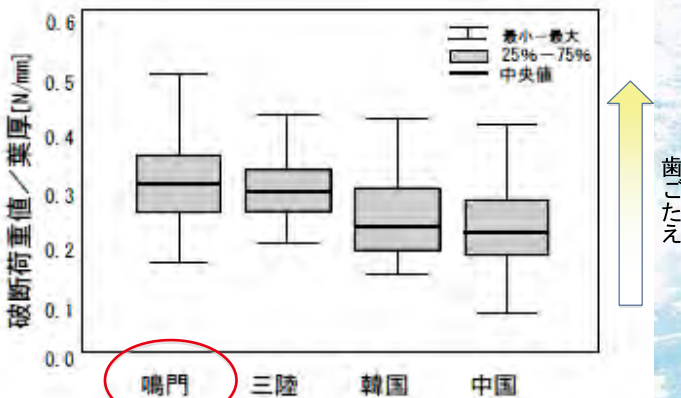 破断荷重値／葉厚[N/mm]
0.6
0.5
0.4
0.3
0.2
0.1
0.0
最小－最大
25%－75%
中央値
鳴門
三陸
韓国
中国
歯ごたえ